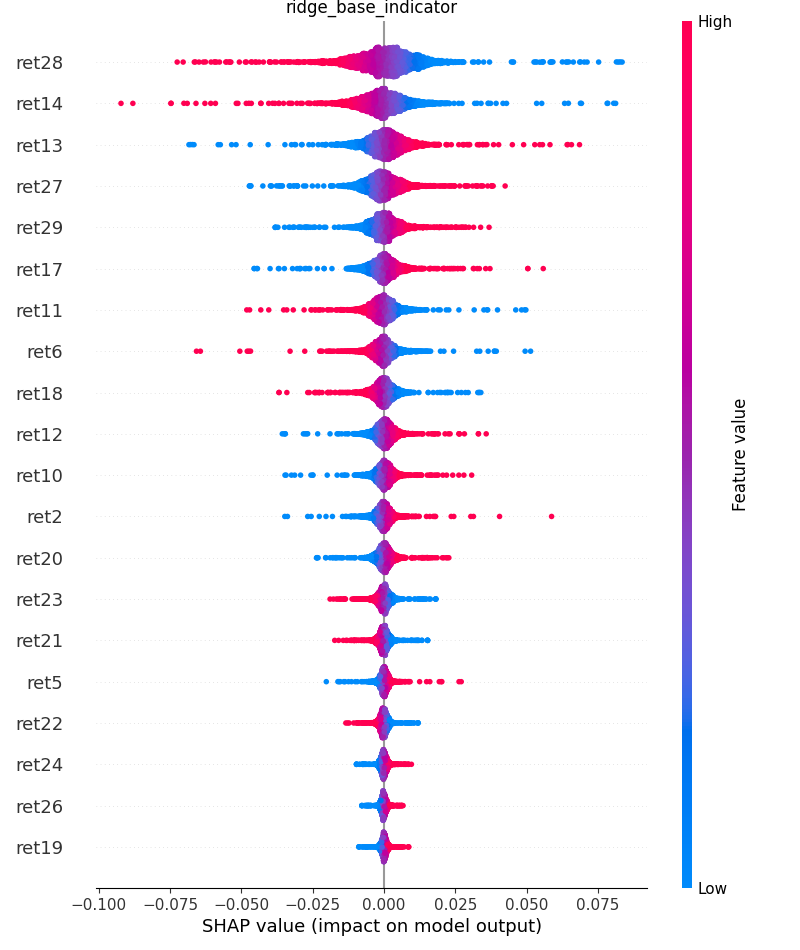 ridge_base_indicator
High
ret28
ret14
ret13
ret27
ret29
ret17
ret11
ret6
ret18
ret12
ret10
ret2
ret20
ret23
ret21
ret5
ret22
ret24
ret26
ret19
Feature value
Low
−0.100 −0.075 −0.050 −0.025 0.000 0.025 0.050 0.075
SHAP value (impact on model output)